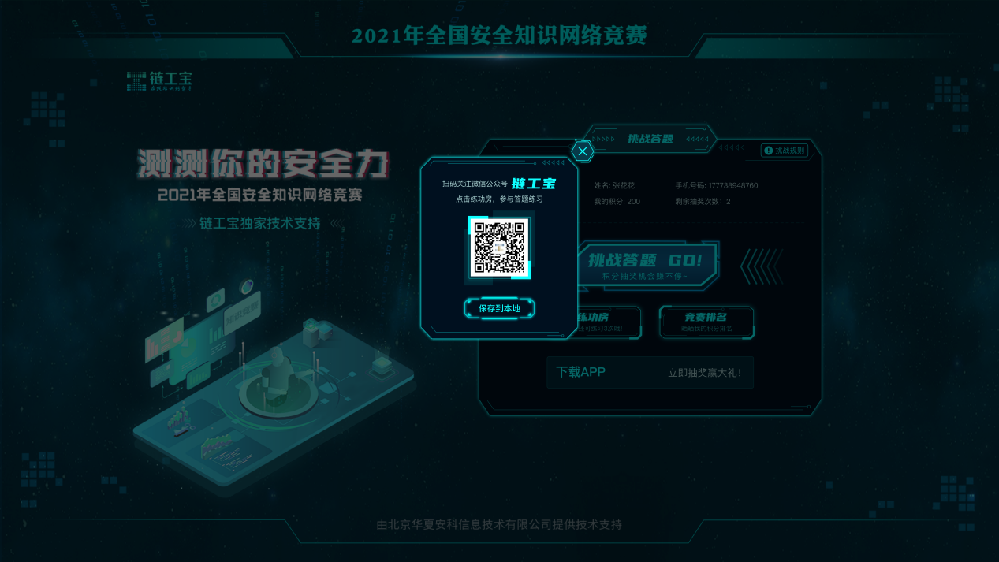 2021年全国安全知识网络竞赛
链工宝
测测你的安全力
2021年全国安全知识网络竞赛
链工宝独家技术支持
知识竞赛
扫码关注微信公众号 链工宝
点击练功房，参与答题练习
保存到本地
挑战答题
挑战规则
姓名: 张花花
手机号码: 177738948760
我的积分: 200
剩余抽奖次数：2
挑战答题 GO!
积分抽奖机会赚不停~
练功房
还可练习3次哦!
竞赛排名
晒晒我的积分排名
下载APP
立即抽奖赢大礼!
由北京华夏安科信息技术有限公司提供技术支持